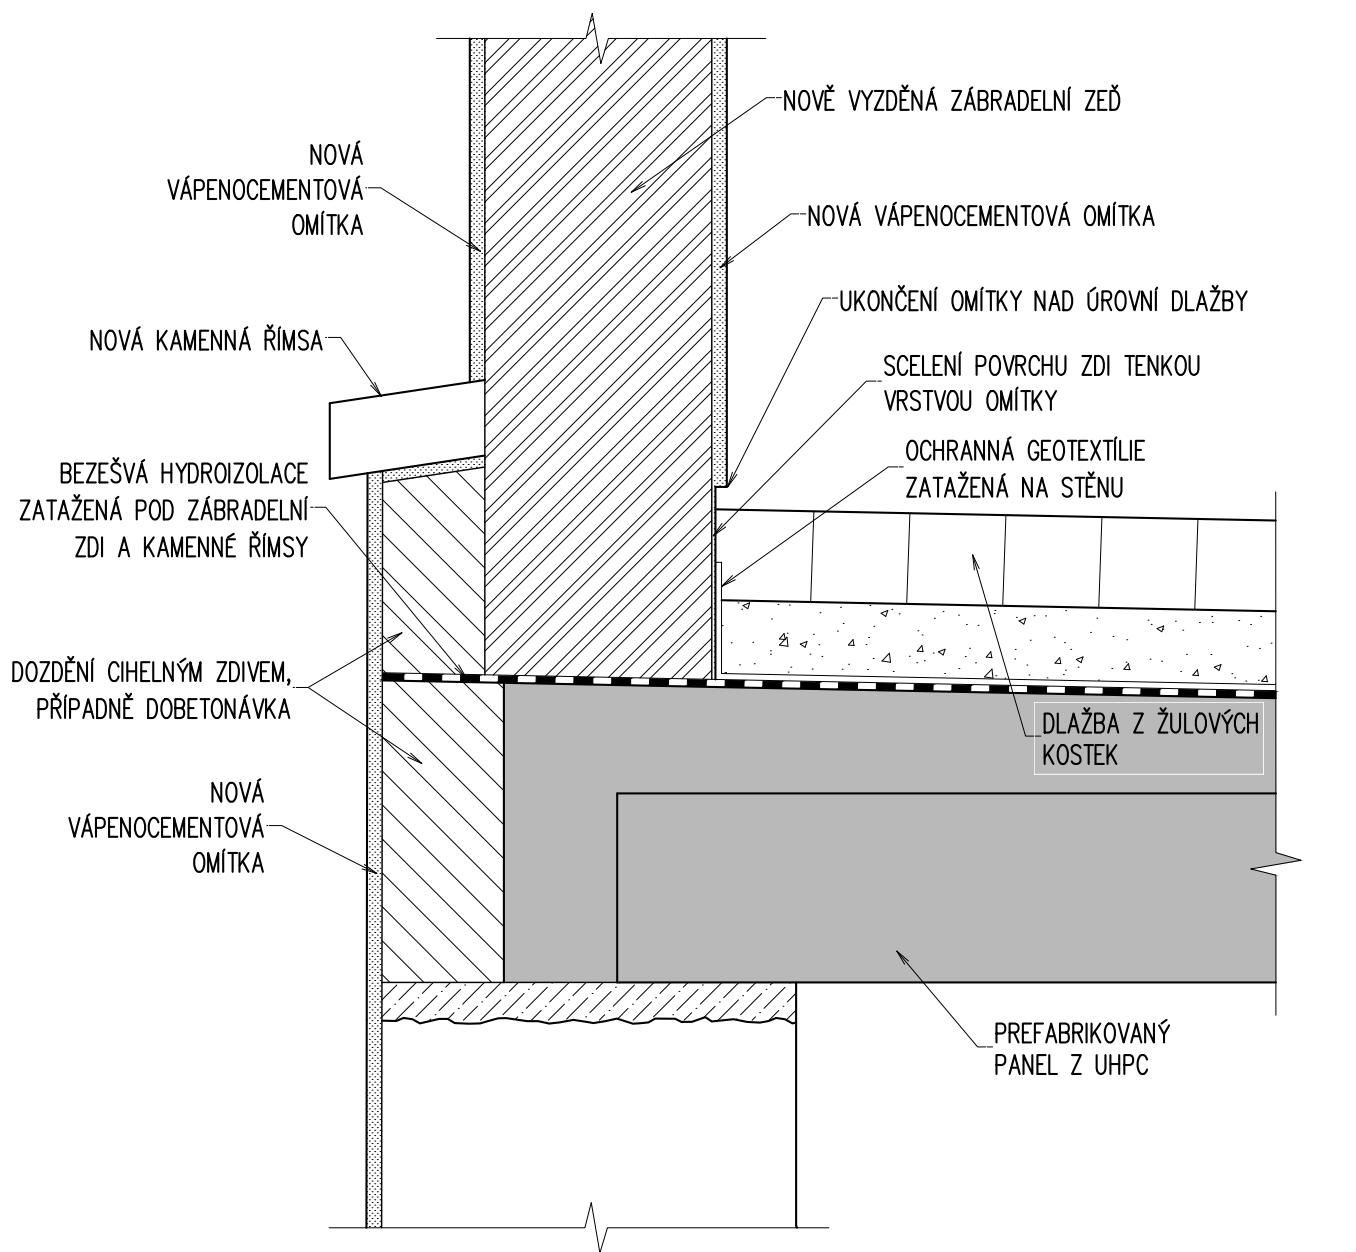 NOVĚ VYZDĚNÁ ZÁBRADELNÍ ZEĎ
NOVÁ
VÁPENOCEMENTOVÁ
OMÍTKA
NOVÁ VÁPENOCEMENTOVÁ OMÍTKA
UKONČENÍ OMÍTKY NAD ÚROVNÍ DLAŽBY
NOVÁ KAMENNÁ ŘÍMSA
SCELENÍ POVRCHU ZDI TENKOU
VRSTVOU OMÍTKY
OCHRANNÁ GEOTEXTÍLIE
ZATAŽENÁ NA STĚNU
BEZEŠVÁ HYDROIZOLACE
ZATAŽENÁ POD ZÁBRADELNÍ
ZDI A KAMENNÉ ŘÍMSY
DOZDĚNÍ CIHELNÝM ZDIVEM,
PŘÍPADNĚ DOBETONÁVKA
DLAŽBA Z ŽULOVÝCH
KOSTEK
NOVÁ
VÁPENOCEMENTOVÁ
OMÍTKA
PREFABRIKOVANÝ
PANEL Z UHPC